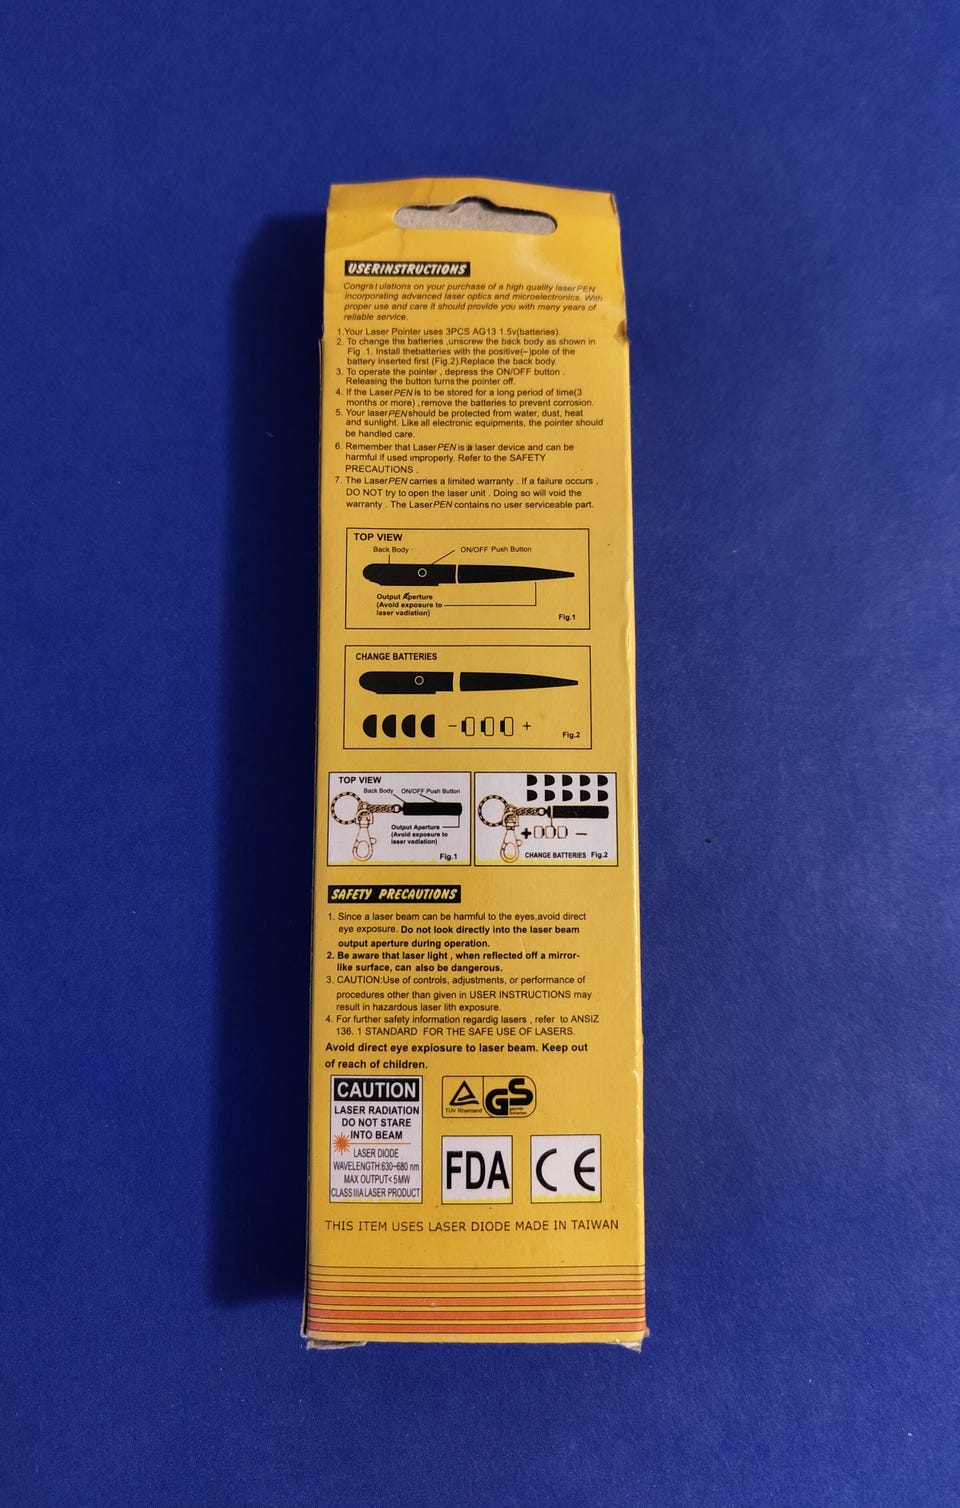 USERINSTRUCTIONS
Congratulations on your purchase of a high quality laserPEN
incorporating advanced laser optics and microelectronics. With
proper use and care it should provide you with many years of
reliable service.
1.Your Laser Pointer uses 3PCS AG13 1.5v(batteries).
2. To change the batteries ,unscrew the back body as shown in
Fig .1. Install thebatteries with the positive(-)pole of the
battery inserted first (Fig.2).Replace the back body.
3. To operate the pointer , depress the ON/OFF button .
Releasing the button turns the pointer off.
4. If the LaserPEN is to be stored for a long period of time(3
months or more) ,remove the batteries to prevent corrosion.
5. Your laserPEN should be protected from water, dust, heat
and sunlight. Like all electronic equipments, the pointer should
be handled care.
6. Remember that LaserPEN is a laser device and can be
harmful if used improperly. Refer to the SAFETY
PRECAUTIONS .
7. The LaserPEN carries a limited warranty . If a failure occurs ,
DO NOT try to open the laser unit . Doing so will void the
warranty . The LaserPEN contains no user serviceable part.
TOP VIEW
Back Body ON/OFF Push Button
Output Aperture
(Avoid exposure to
laser vadiation)
Fig.1
CHANGE BATTERIES
− +
Fig.2
TOP VIEW
Back Body ON/OFF Push Button
Output Aperture
(Avoid exposure to
laser vadiation)
Fig.1
+ −
CHANGE BATTERIES Fig.2
SAFETY PRECAUTIONS
1. Since a laser beam can be harmful to the eyes,avoid direct
eye exposure. Do not look directly into the laser beam
output aperture during operation.
2. Be aware that laser light , when reflected off a mirror-
like surface, can also be dangerous.
3. CAUTION:Use of controls, adjustments, or performance of
procedures other than given in USER INSTRUCTIONS may
result in hazardous laser lith exposure.
4. For further safety information regardig lasers , refer to ANSIZ
136. 1 STANDARD FOR THE SAFE USE OF LASERS.
Avoid direct eye expiosure to laser beam. Keep out
of reach of children.
CAUTION
LASER RADIATION
DO NOT STARE
INTO BEAM
LASER DIODE
WAVELENGTH:630~680 nm
MAX OUTPUT<5MW
CLASS IIIA LASER PRODUCT
TUV Rheinland
GS
geprüfte
Sicherheit
FDA
CE
THIS ITEM USES LASER DIODE MADE IN TAIWAN